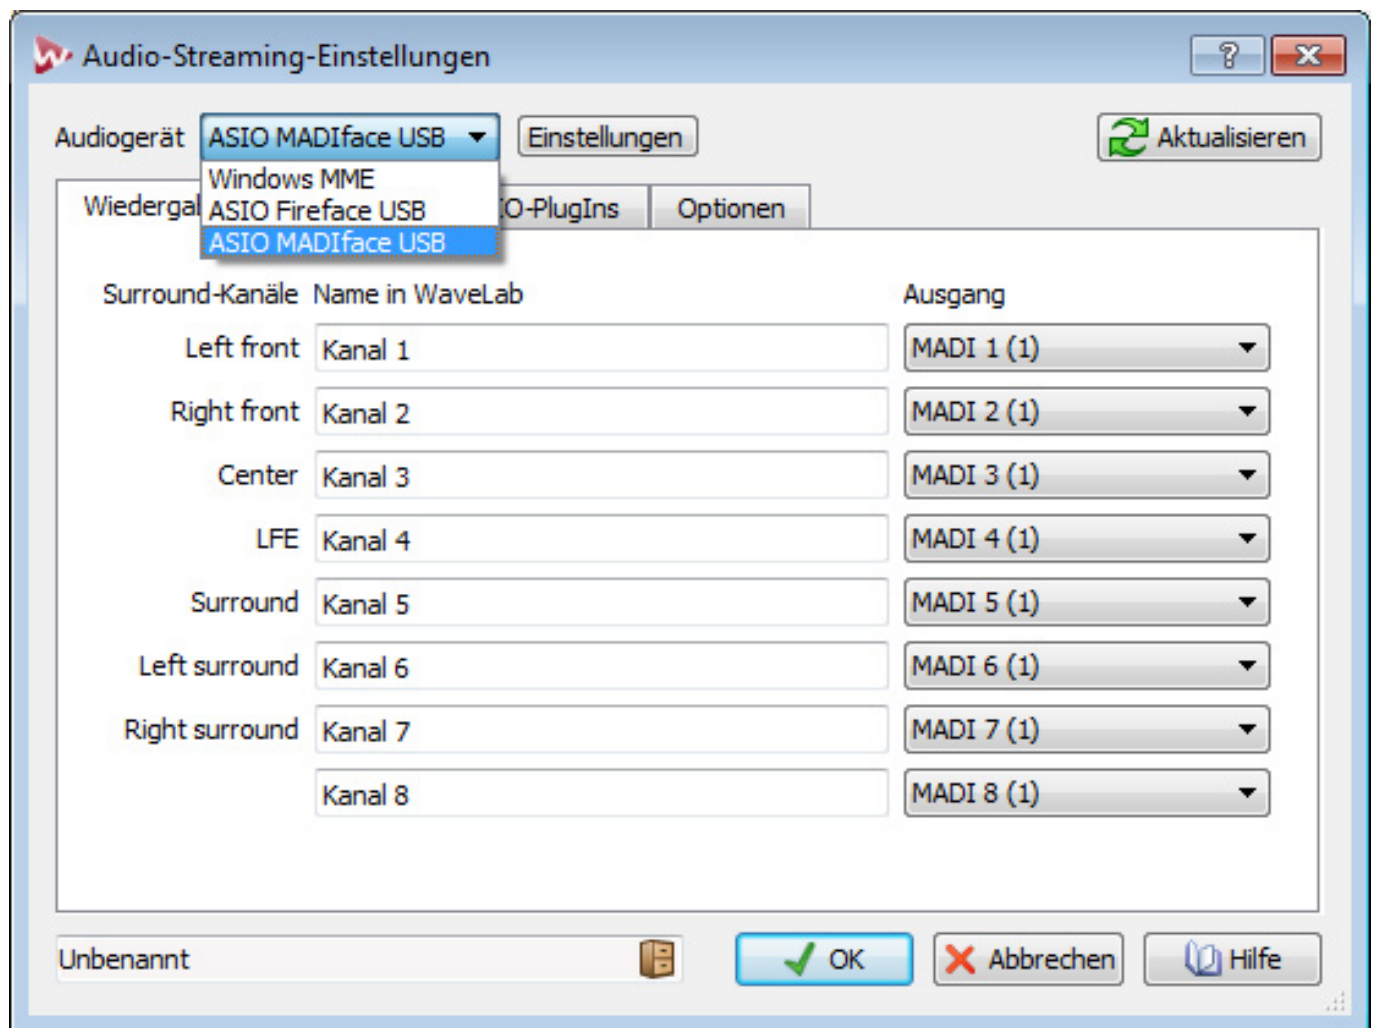 Audio-Streaming-Einstellungen
Audiogerät ASIO MADIface USB Einstellungen Aktualisieren
Windows MME
ASIO Fireface USB
ASIO MADIface USB
Optionen
Surround-Kanäle Name in WaveLab Ausgang
Left front Kanal 1 MADI 1 (1)
Right front Kanal 2 MADI 2 (1)
Center Kanal 3 MADI 3 (1)
LFE Kanal 4 MADI 4 (1)
Surround Kanal 5 MADI 5 (1)
Left surround Kanal 6 MADI 6 (1)
Right surround Kanal 7 MADI 7 (1)
Kanal 8 MADI 8 (1)
Unbenannt OK Abbrechen Hilfe